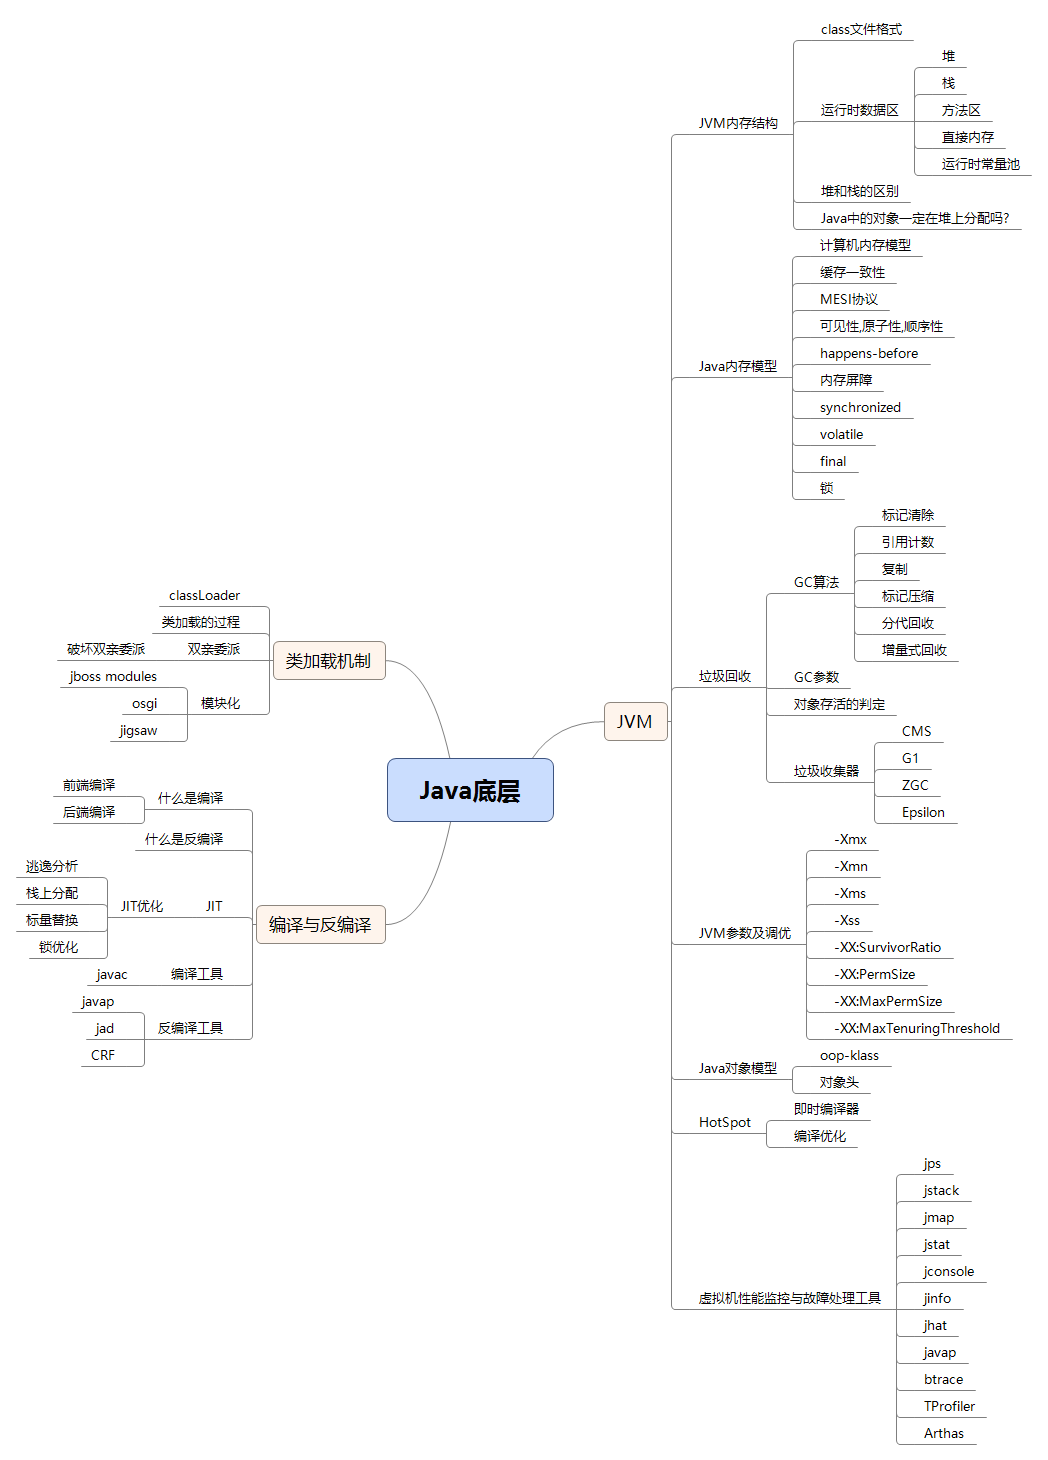 Java底层
JVM
JVM内存结构
class文件格式
运行时数据区
堆
栈
方法区
直接内存
运行时常量池
堆和栈的区别
Java中的对象一定在堆上分配吗?
Java内存模型
计算机内存模型
缓存一致性
MESI协议
可见性,原子性,顺序性
happens-before
内存屏障
synchronized
volatile
final
锁
垃圾回收
GC算法
标记清除
引用计数
复制
标记压缩
分代回收
增量式回收
GC参数
对象存活的判定
垃圾收集器
CMS
G1
ZGC
Epsilon
JVM参数及调优
-Xmx
-Xmn
-Xms
-Xss
-XX:SurvivorRatio
-XX:PermSize
-XX:MaxPermSize
-XX:MaxTenuringThreshold
Java对象模型
oop-klass
对象头
HotSpot
即时编译器
编译优化
虚拟机性能监控与故障处理工具
jps
jstack
jmap
jstat
jconsole
jinfo
jhat
javap
btrace
TProfiler
Arthas
类加载机制
classLoader
类加载的过程
双亲委派
破坏双亲委派
模块化
jboss modules
osgi
jigsaw
编译与反编译
什么是编译
前端编译
后端编译
什么是反编译
JIT
JIT优化
逃逸分析
栈上分配
标量替换
锁优化
编译工具
javac
反编译工具
javap
jad
CRF